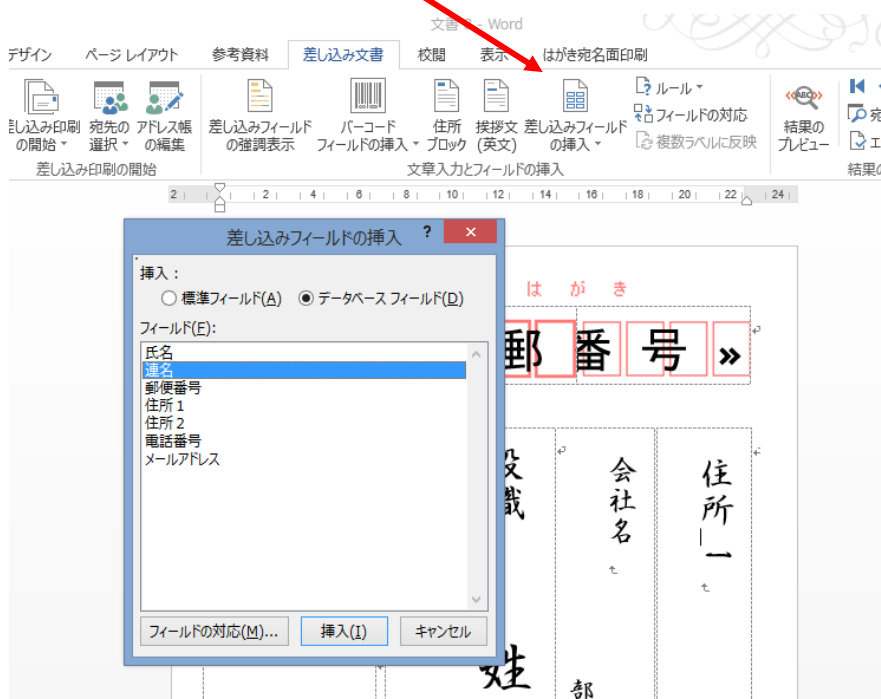 文書 - Word
デザイン ページ レイアウト 参考資料 差し込み文書 校閲 表示 はがき宛名面印刷
差し込み印刷の開始 宛先の選択 アドレス帳の編集 差し込みフィールドの強調表示 バーコードフィールドの挿入 住所ブロック 挨拶文(英文) 差し込みフィールドの挿入
ルール
フィールドの対応
複数ラベルに反映
«ABC»
結果のプレビュー
宛
エ
差し込み印刷の開始 文章入力とフィールドの挿入 結果の
2 2 4 6 8 10 12 14 16 18 20 22 24
差し込みフィールドの挿入 ? ×
挿入:
標準フィールド(A) データベース フィールド(D)
フィールド(F):
氏名
連名
郵便番号
住所1
住所2
電話番号
メールアドレス
フィールドの対応(M)... 挿入(I) キャンセル
はがき
郵番号»
住所_一
会社名
役職
姓
部